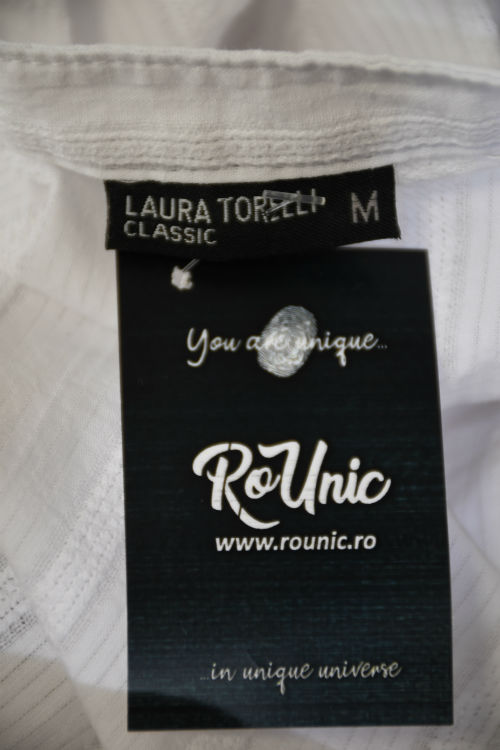 LAURA TORELLI M
CLASSIC
You are unique...
RoUnic
www.rounic.ro
...in unique universe